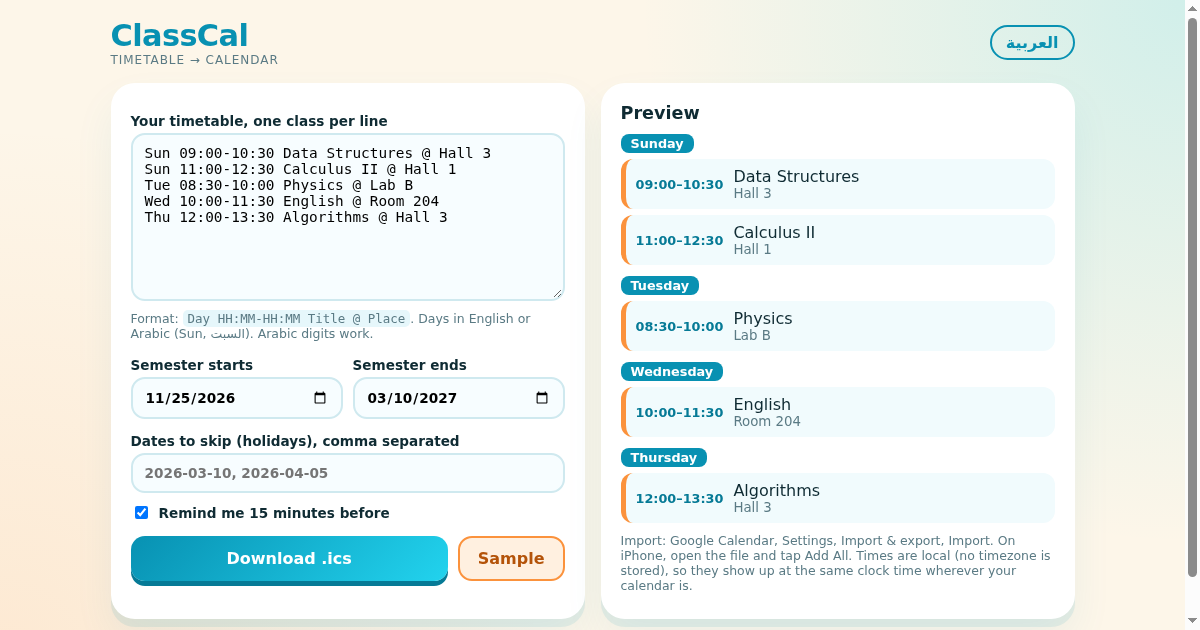 ClassCal
TIMETABLE → CALENDAR
العربية
Your timetable, one class per line
Sun 09:00-10:30 Data Structures @ Hall 3
Sun 11:00-12:30 Calculus II @ Hall 1
Tue 08:30-10:00 Physics @ Lab B
Wed 10:00-11:30 English @ Room 204
Thu 12:00-13:30 Algorithms @ Hall 3
Format: Day HH:MM-HH:MM Title @ Place. Days in English or
Arabic (Sun, السبت). Arabic digits work.
Semester starts
11/25/2026
Semester ends
03/10/2027
Dates to skip (holidays), comma separated
2026-03-10, 2026-04-05
Remind me 15 minutes before
Download .ics
Sample
Preview
Sunday
09:00–10:30 Data Structures
Hall 3
11:00–12:30 Calculus II
Hall 1
Tuesday
08:30–10:00 Physics
Lab B
Wednesday
10:00–11:30 English
Room 204
Thursday
12:00–13:30 Algorithms
Hall 3
Import: Google Calendar, Settings, Import & export, Import. On
iPhone, open the file and tap Add All. Times are local (no timezone is
stored), so they show up at the same clock time wherever your
calendar is.